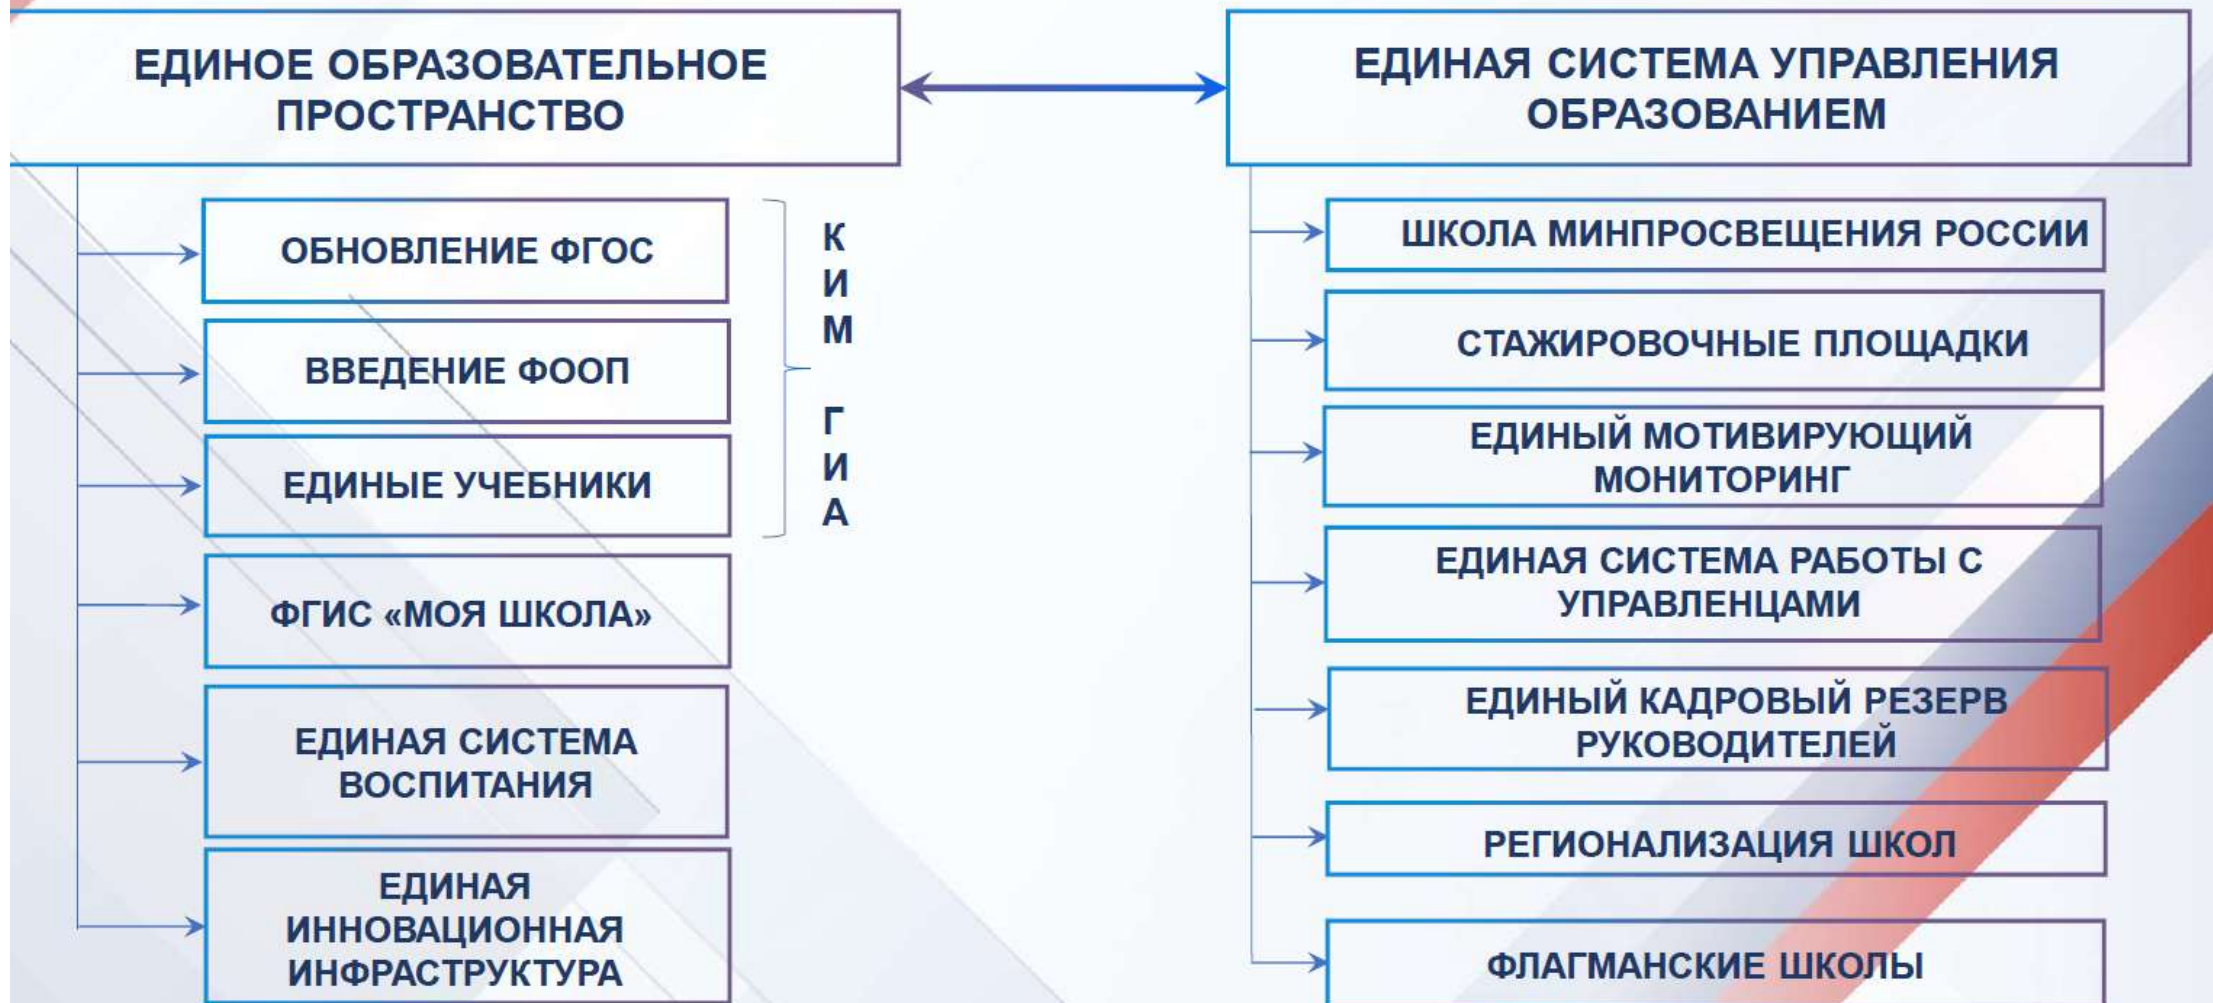 ЕДИНОЕ ОБРАЗОВАТЕЛЬНОЕ
ПРОСТРАНСТВО
ОБНОВЛЕНИЕ ФГОС
ВВЕДЕНИЕ ФООП
ЕДИНЫЕ УЧЕБНИКИ
К
И
М
Г
И
А
ФГИС «МОЯ ШКОЛА»
ЕДИНАЯ СИСТЕМА
ВОСПИТАНИЯ
ЕДИНАЯ
ИННОВАЦИОННАЯ
ИНФРАСТРУКТУРА
ЕДИНАЯ СИСТЕМА УПРАВЛЕНИЯ
ОБРАЗОВАНИЕМ
ШКОЛА МИНПРОСВЕЩЕНИЯ РОССИИ
СТАЖИРОВОЧНЫЕ ПЛОЩАДКИ
ЕДИНЫЙ МОТИВИРУЮЩИЙ
МОНИТОРИНГ
ЕДИНАЯ СИСТЕМА РАБОТЫ С
УПРАВЛЕНЦАМИ
ЕДИНЫЙ КАДРОВЫЙ РЕЗЕРВ
РУКОВОДИТЕЛЕЙ
РЕГИОНАЛИЗАЦИЯ ШКОЛ
ФЛАГМАНСКИЕ ШКОЛЫ